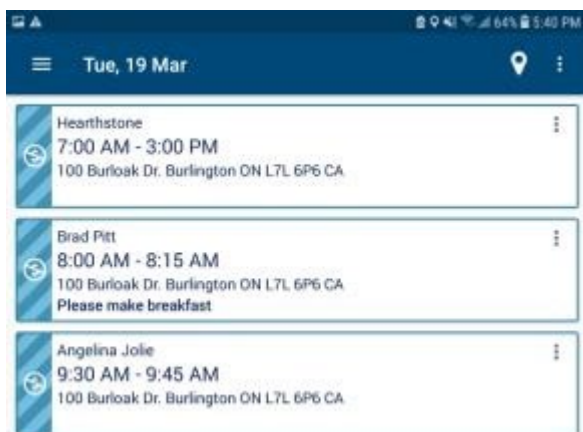 64% 5:40 PM
Tue, 19 Mar
Hearthstone
7:00 AM - 3:00 PM
100 Burloak Dr. Burlington ON L7L 6P6 CA
Brad Pitt
8:00 AM - 8:15 AM
100 Burloak Dr. Burlington ON L7L 6P6 CA
Please make breakfast
Angelina Jolie
9:30 AM - 9:45 AM
100 Burloak Dr. Burlington ON L7L 6P6 CA